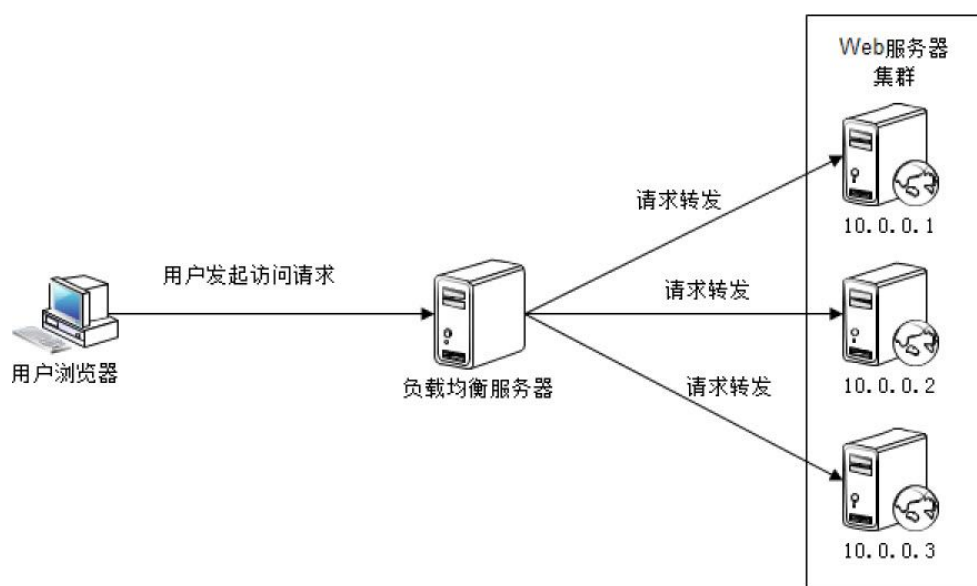 Web服务器
集群
请求转发
10.0.0.1
用户发起访问请求
请求转发
用户浏览器
负载均衡服务器
10.0.0.2
请求转发
10.0.0.3